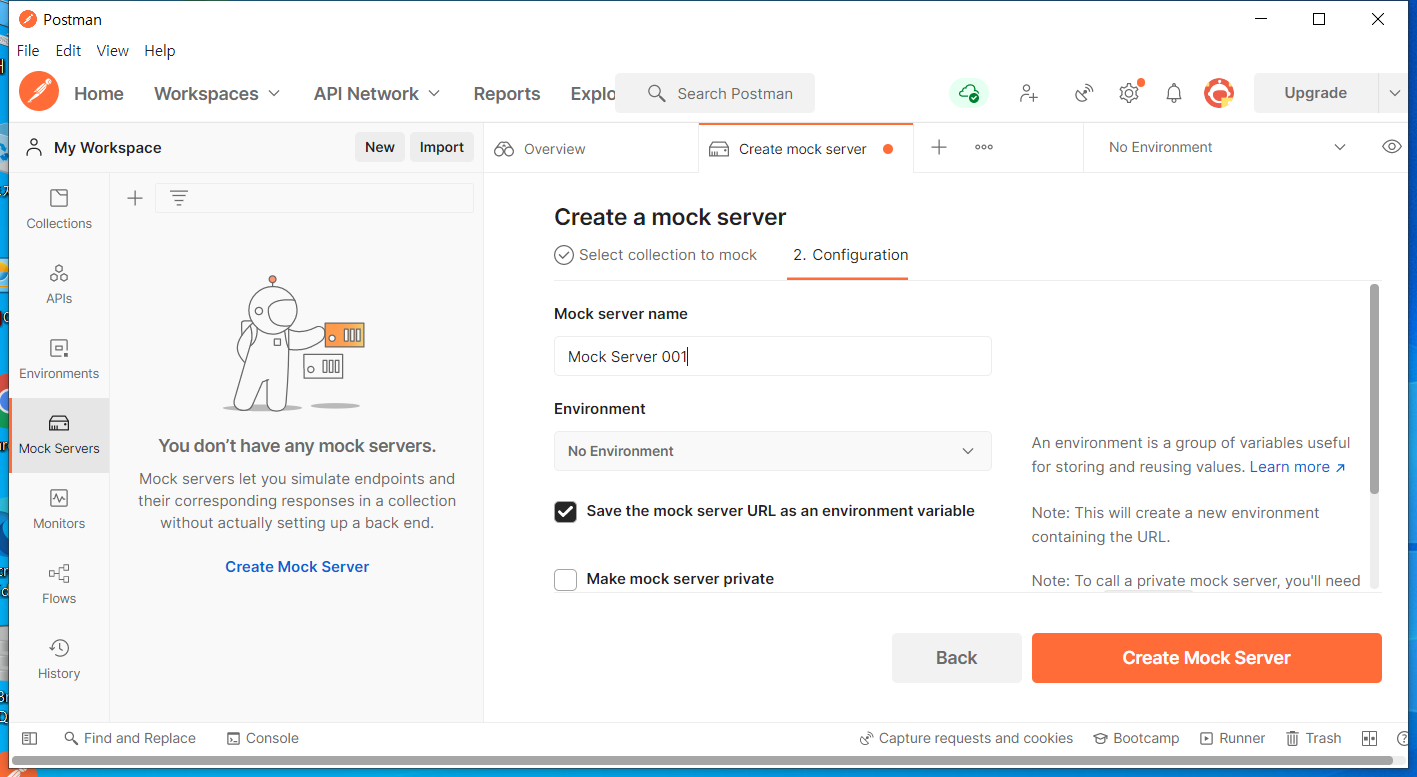 Postman
File Edit View Help
Home Workspaces API Network Reports Explo Search Postman Upgrade
My Workspace New Import Overview Create mock server No Environment
Collections
APIs
Environments
Mock Servers
Monitors
Flows
History
You don't have any mock servers.
Mock servers let you simulate endpoints and
their corresponding responses in a collection
without actually setting up a back end.
Create Mock Server
Create a mock server
Select collection to mock 2. Configuration
Mock server name
Mock Server 001
Environment
No Environment
An environment is a group of variables useful
for storing and reusing values. Learn more ↗
Save the mock server URL as an environment variable
Note: This will create a new environment
containing the URL.
Make mock server private
Note: To call a private mock server, you'll need
Back Create Mock Server
Find and Replace Console Capture requests and cookies Bootcamp Runner Trash